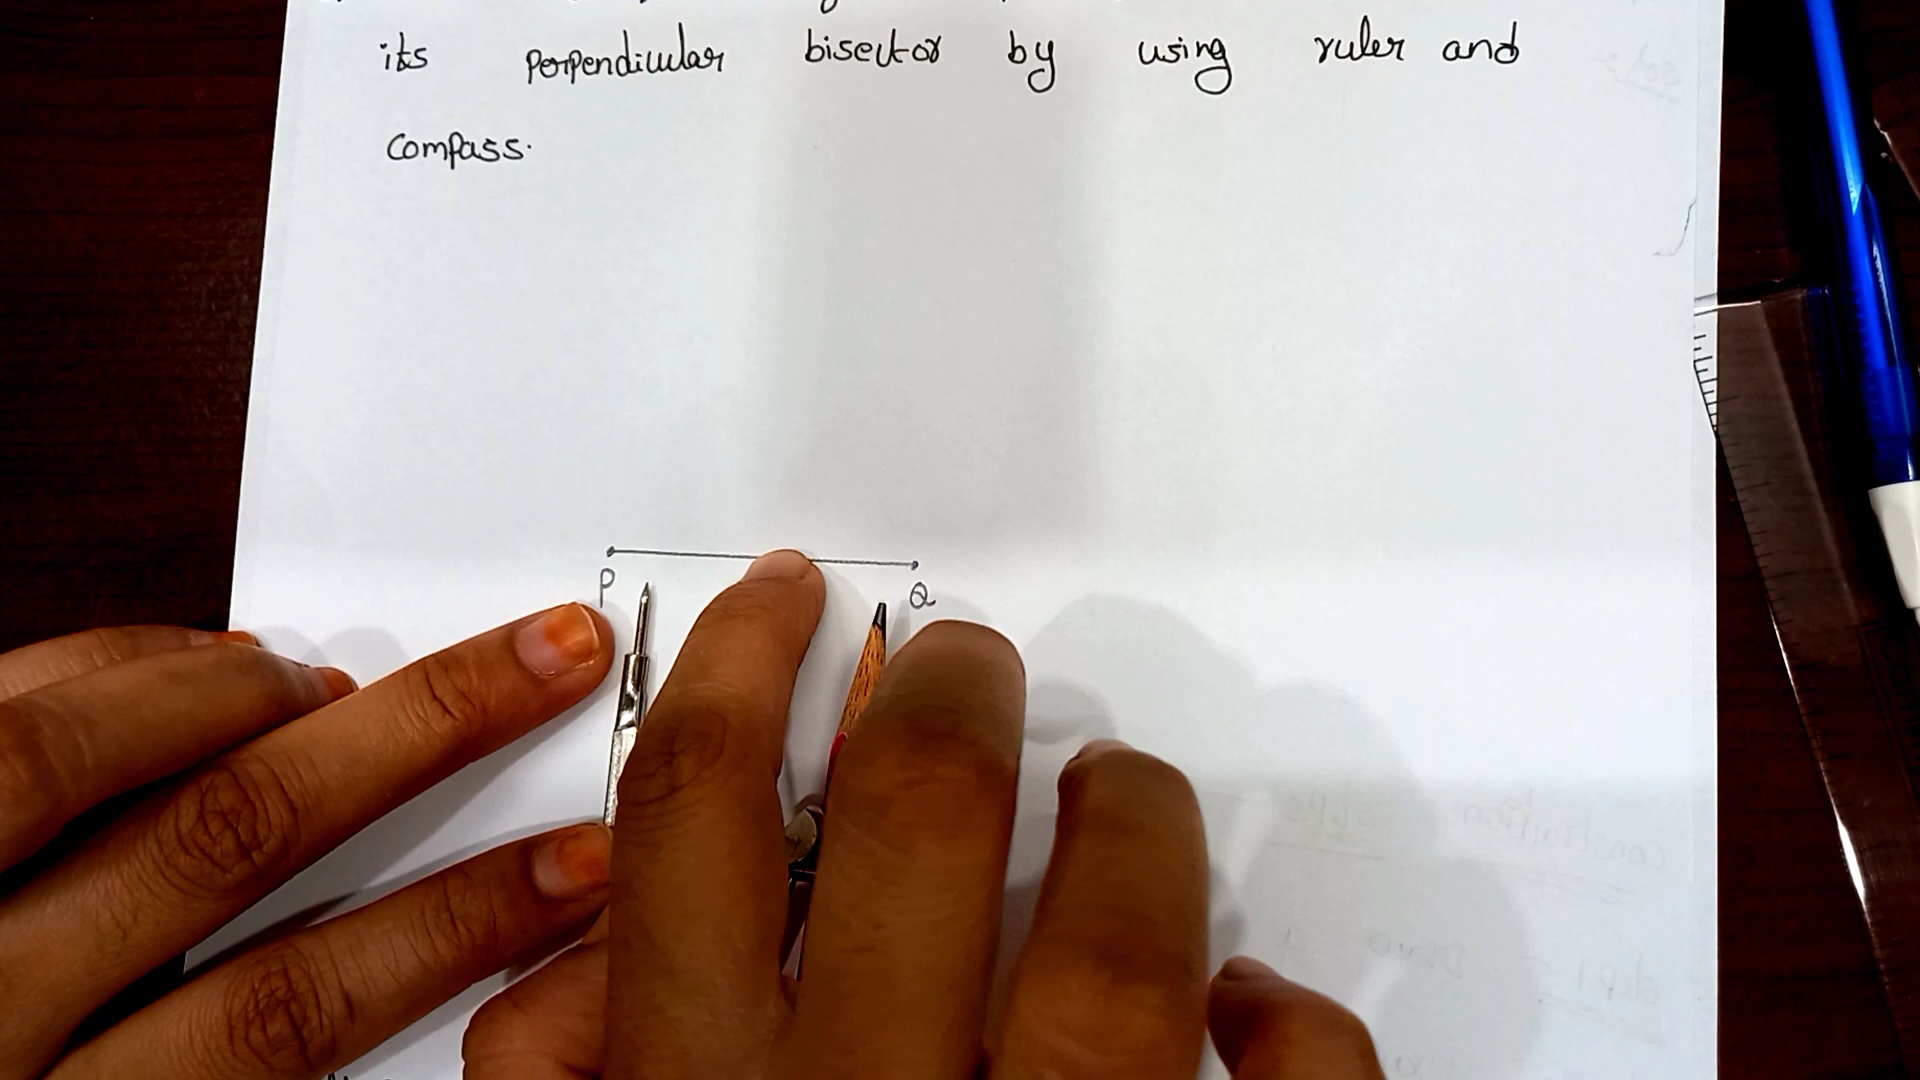 its perpendicular bisector by using ruler and
compass.
P Q